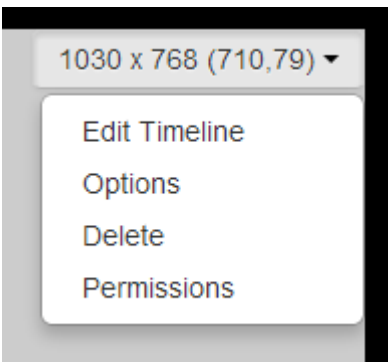 1030 x 768 (710,79)
Edit Timeline
Options
Delete
Permissions